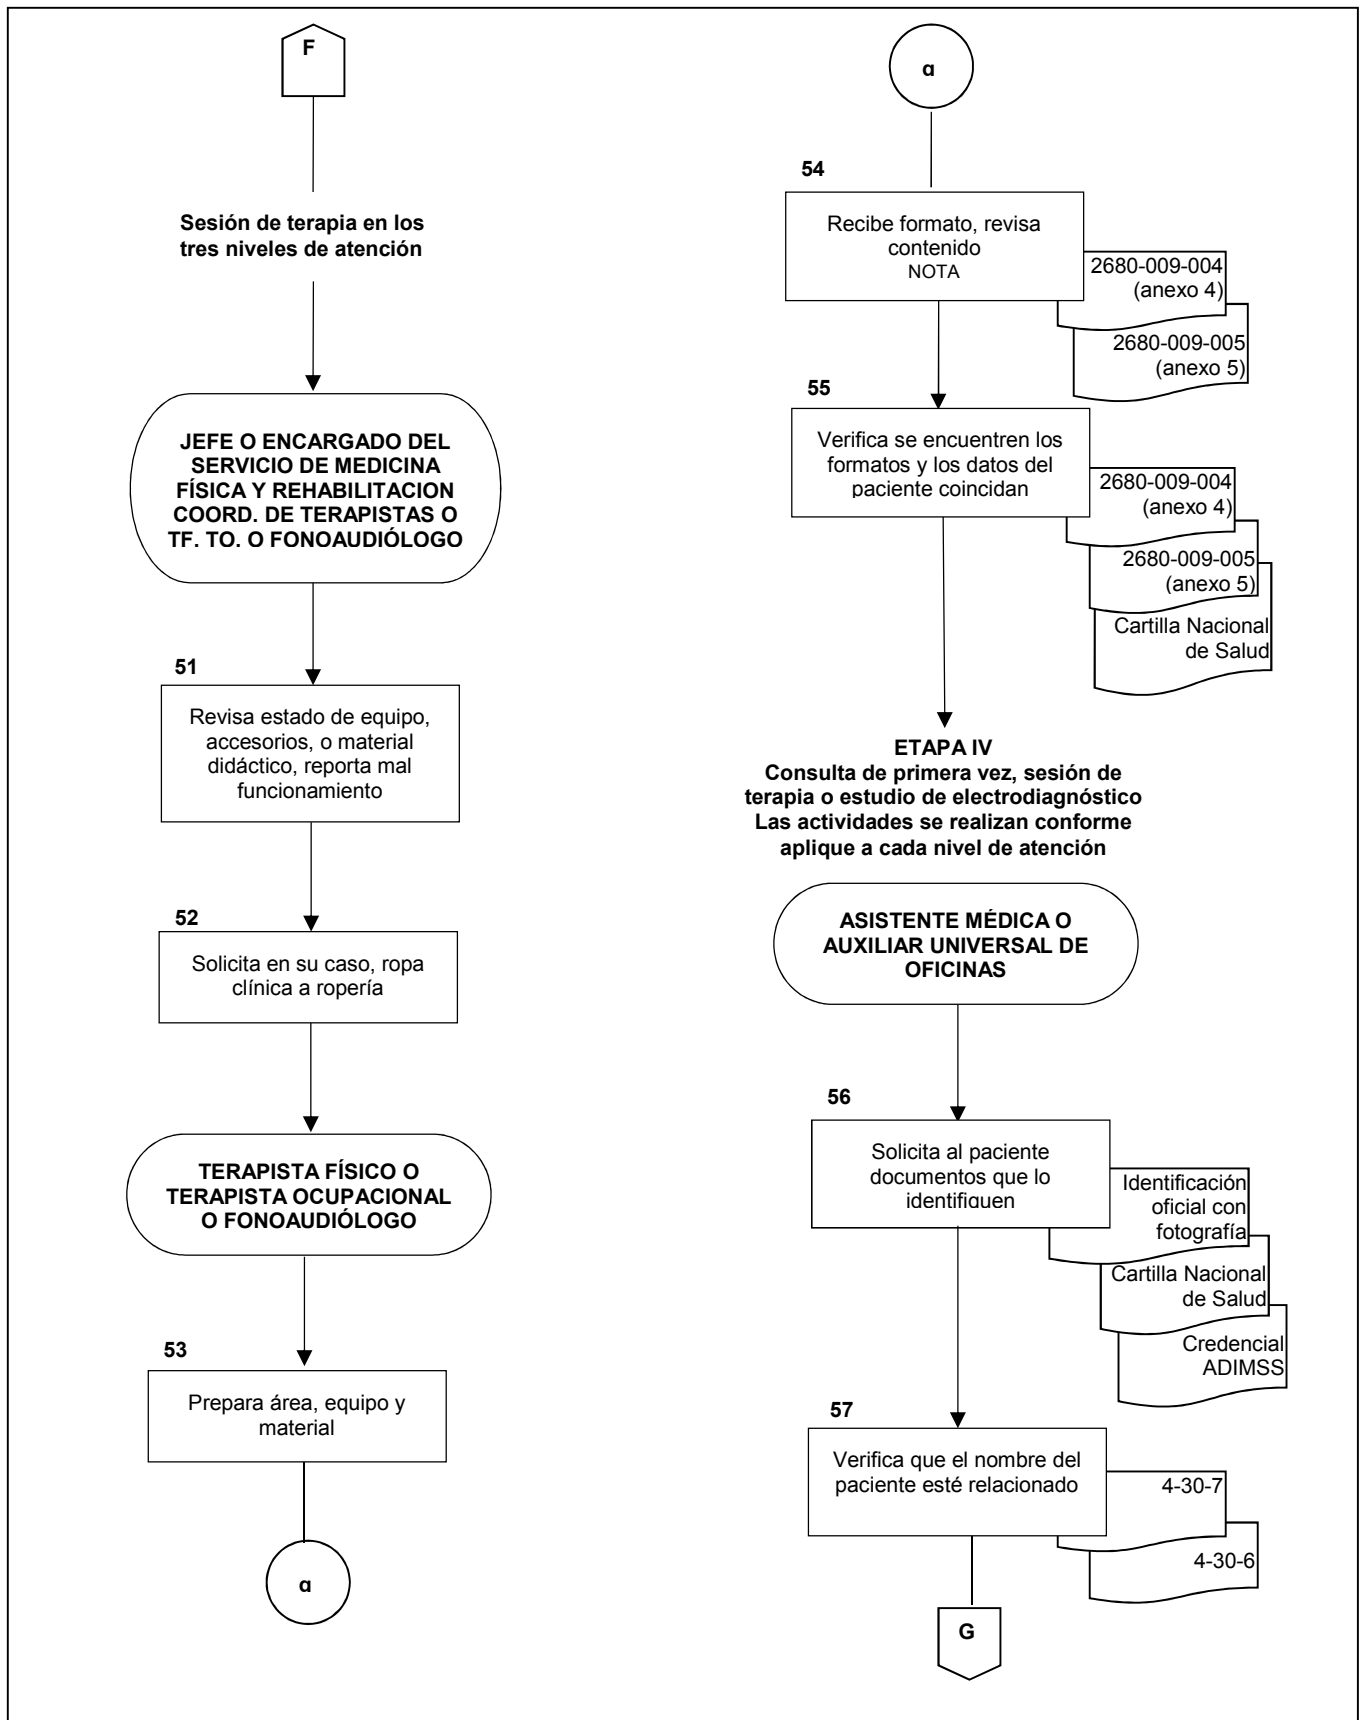 F
Sesión de terapia en los
tres niveles de atención
JEFE O ENCARGADO DEL
SERVICIO DE MEDICINA
FÍSICA Y REHABILITACION
COORD. DE TERAPISTAS O
TF. TO. O FONOAUDIÓLOGO
51
Revisa estado de equipo,
accesorios, o material
didáctico, reporta mal
funcionamiento
52
Solicita en su caso, ropa
clínica a ropería
TERAPISTA FÍSICO O
TERAPISTA OCUPACIONAL
O FONOAUDIÓLOGO
53
Prepara área, equipo y
material
α
α
54
Recibe formato, revisa
contenido
NOTA
2680-009-004
(anexo 4)
2680-009-005
(anexo 5)
55
Verifica se encuentren los
formatos y los datos del
paciente coincidan
2680-009-004
(anexo 4)
2680-009-005
(anexo 5)
Cartilla Nacional
de Salud
ETAPA IV
Consulta de primera vez, sesión de
terapia o estudio de electrodiagnóstico
Las actividades se realizan conforme
aplique a cada nivel de atención
ASISTENTE MÉDICA O
AUXILIAR UNIVERSAL DE
OFICINAS
56
Solicita al paciente
documentos que lo
identifiquen
Identificación
oficial con
fotografía
Cartilla Nacional
de Salud
Credencial
ADIMSS
57
Verifica que el nombre del
paciente esté relacionado
4-30-7
4-30-6
G